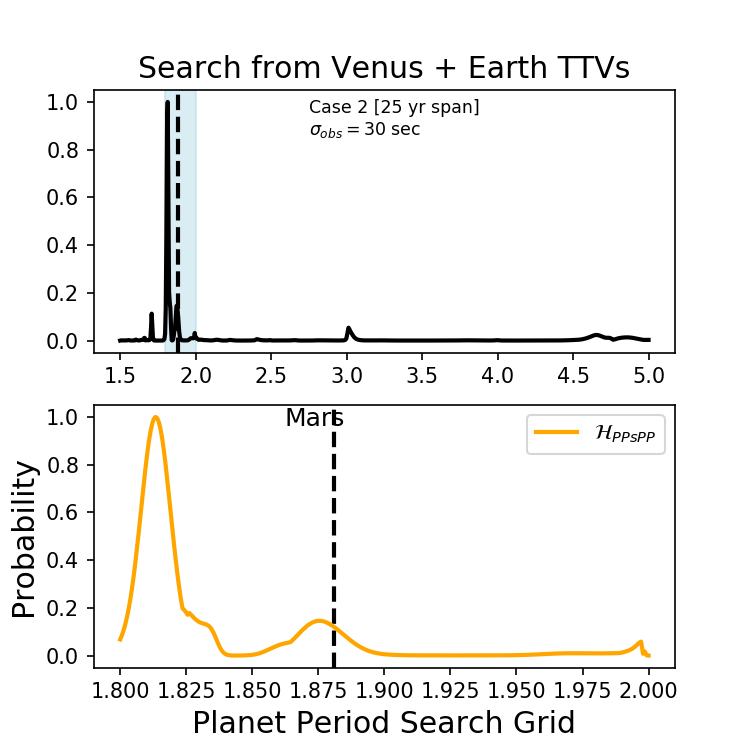 Search from Venus + Earth TTVs
Case 2 [25 yr span]
σ_obs = 30 sec
1.0
0.8
0.6
0.4
0.2
0.0
1.5 2.0 2.5 3.0 3.5 4.0 4.5 5.0
Mars
ℋ_PPsPP
1.0
0.8
0.6
0.4
0.2
0.0
Probability
1.800 1.825 1.850 1.875 1.900 1.925 1.950 1.975 2.000
Planet Period Search Grid